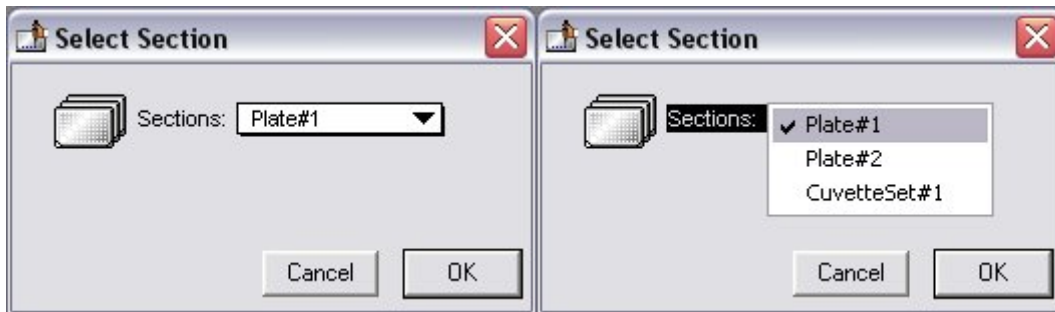 Select Section
Sections: Plate#1
Cancel OK
Select Section
Sections: Plate#1
Plate#2
CuvetteSet#1
Cancel OK